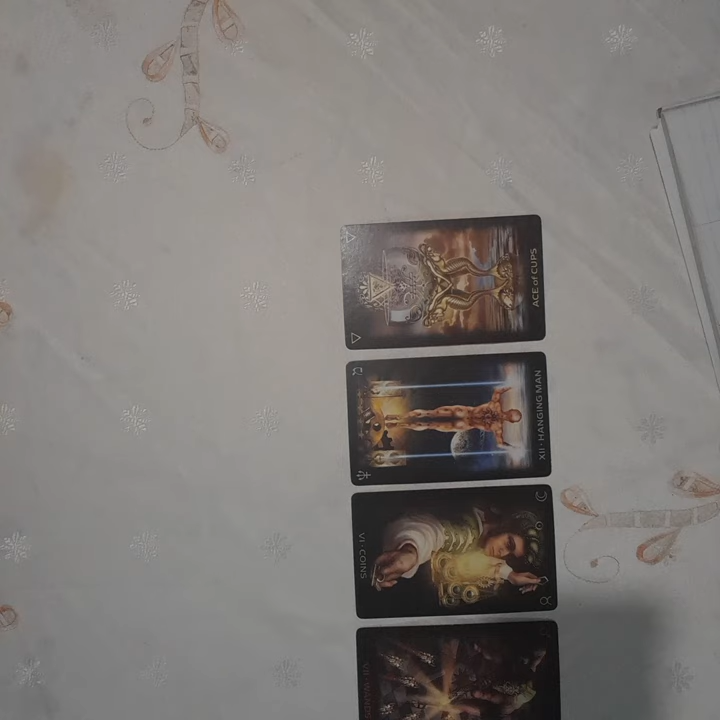 ACE of CUPS
XII · HANGING MAN
VI · COINS